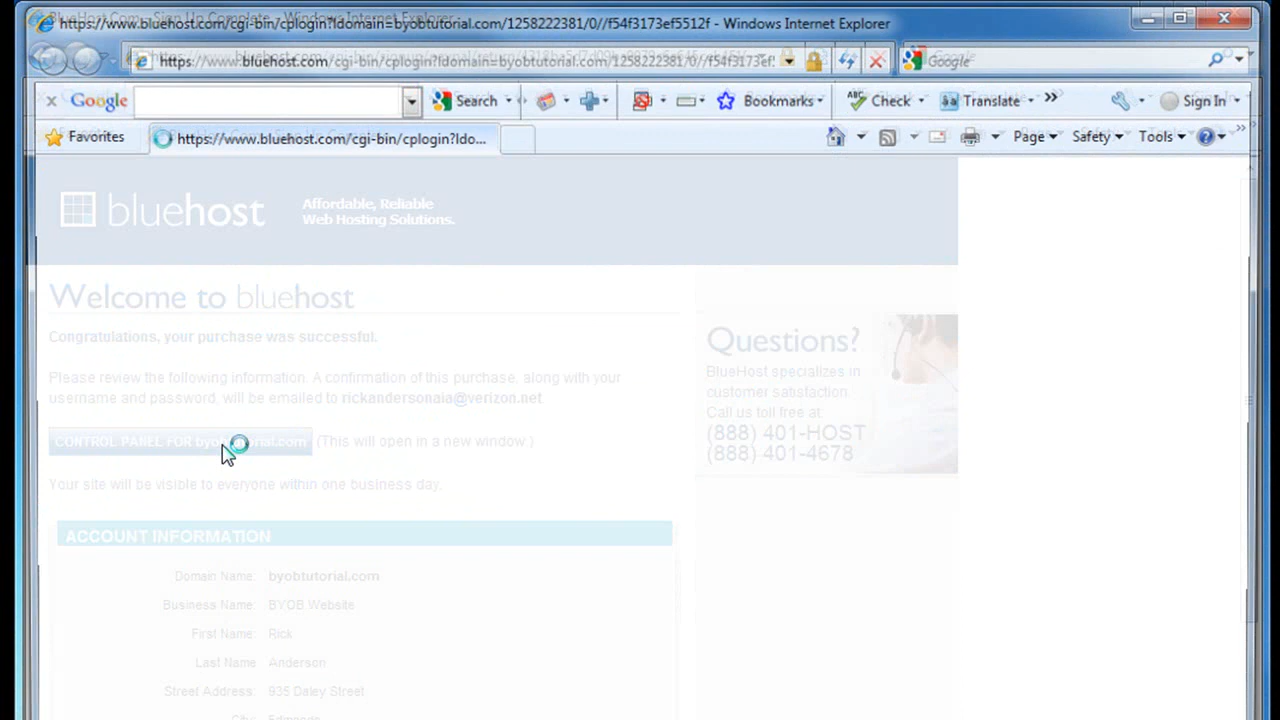 https://www.bluehost.com/cgi-bin/cplogin?ldomain=byobtutorial.com/1258222381/0//f54f3173ef5512f - Windows Internet Explorer
https://www.bluehost.com/cgi-bin/cplogin?ldomain=byobtutorial.com/1258222381/0//f54f3173ef!
Google
x Google
Search
Bookmarks
Check
Translate
Sign In
Favorites
https://www.bluehost.com/cgi-bin/cplogin?ldo...
Page
Safety
Tools
bluehost
Affordable, Reliable
Web Hosting Solutions.
Welcome to bluehost
Congratulations, your purchase was successful.
Please review the following information. A confirmation of this purchase, along with your
username and password, will be emailed to rickandersonaia@verizon.net.
CONTROL PANEL FOR byobtutorial.com (This will open in a new window.)
Your site will be visible to everyone within one business day.
ACCOUNT INFORMATION
Domain Name: byobtutorial.com
Business Name: BYOB Website
First Name: Rick
Last Name Anderson
Street Address: 935 Daley Street
City: Edmonds
Questions?
BlueHost specializes in
customer satisfaction.
Call us toll free at:
(888) 401-HOST
(888) 401-4678